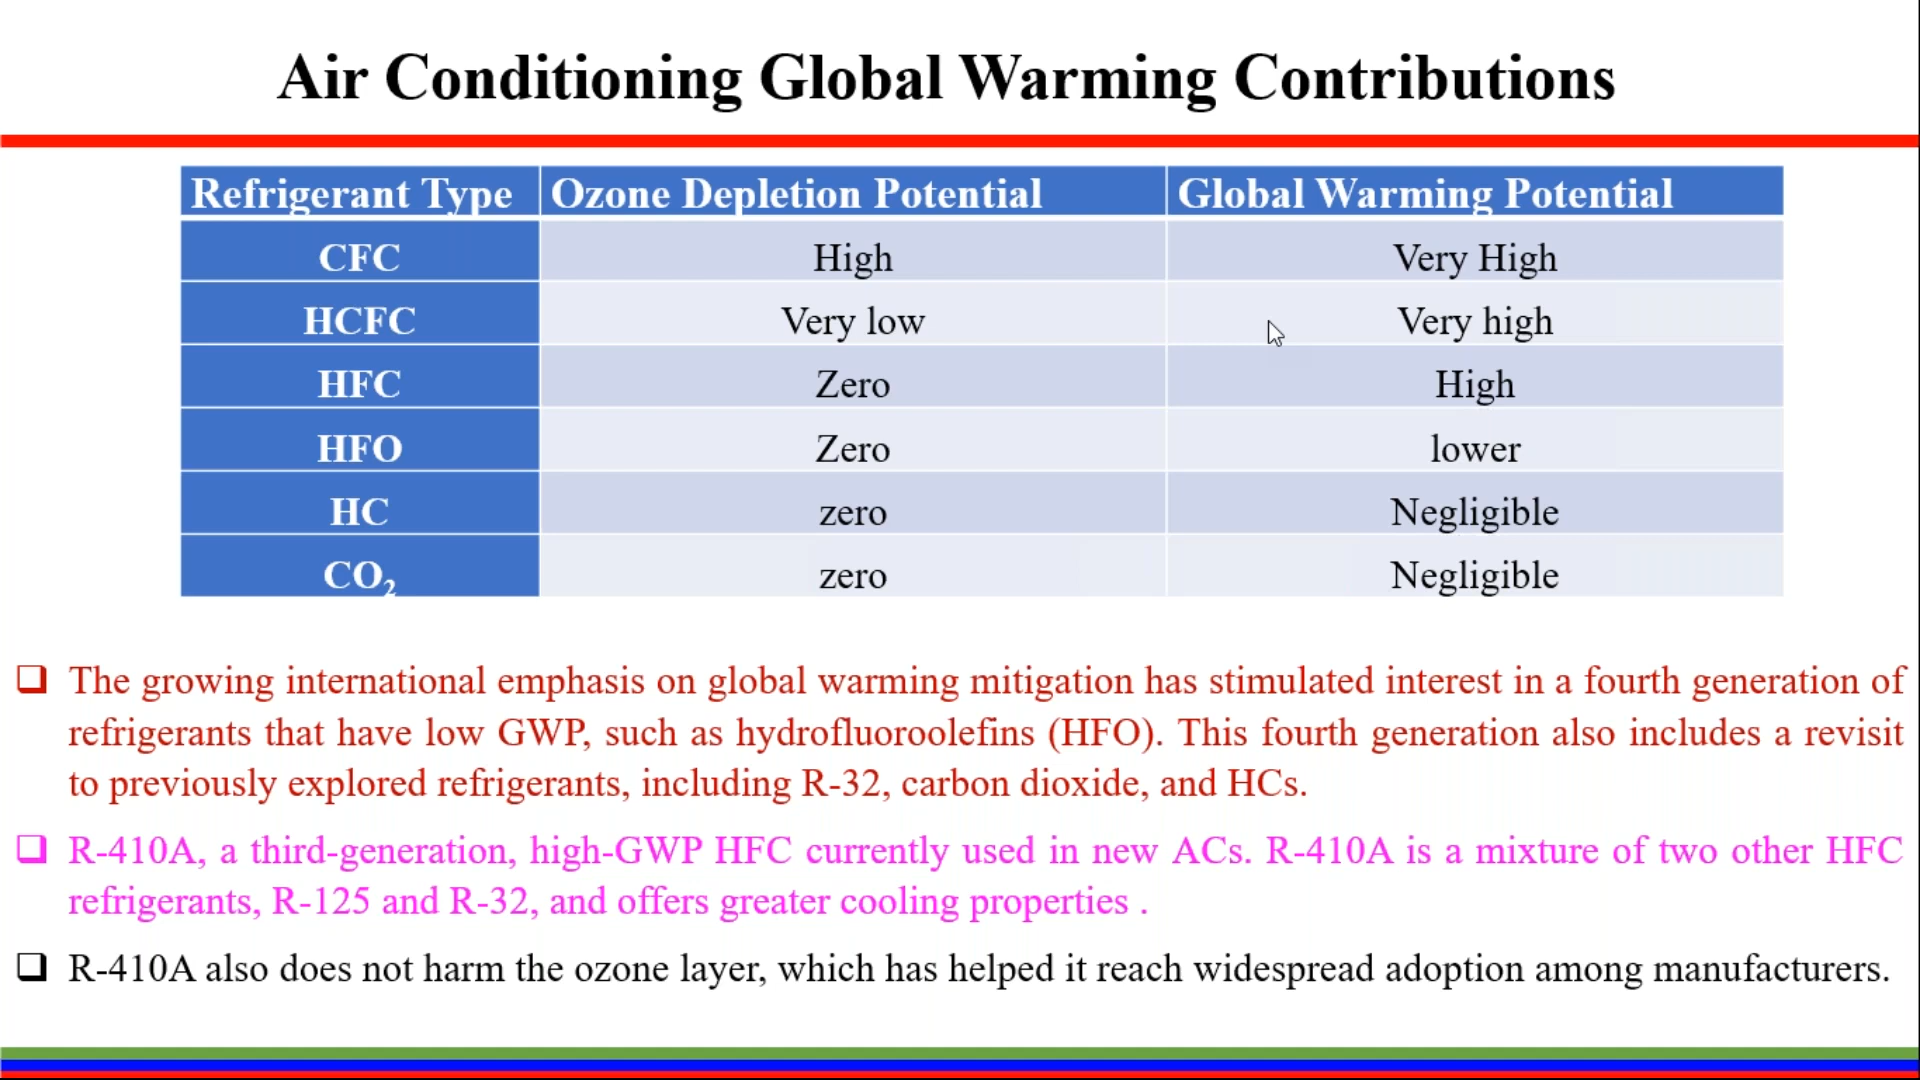 Air Conditioning Global Warming Contributions
Refrigerant Type Ozone Depletion Potential Global Warming Potential
CFC High Very High
HCFC Very low Very high
HFC Zero High
HFO Zero lower
HC zero Negligible
CO₂ zero Negligible
The growing international emphasis on global warming mitigation has stimulated interest in a fourth generation of
refrigerants that have low GWP, such as hydrofluoroolefins (HFO). This fourth generation also includes a revisit
to previously explored refrigerants, including R-32, carbon dioxide, and HCs.
R-410A, a third-generation, high-GWP HFC currently used in new ACs. R-410A is a mixture of two other HFC
refrigerants, R-125 and R-32, and offers greater cooling properties .
R-410A also does not harm the ozone layer, which has helped it reach widespread adoption among manufacturers.